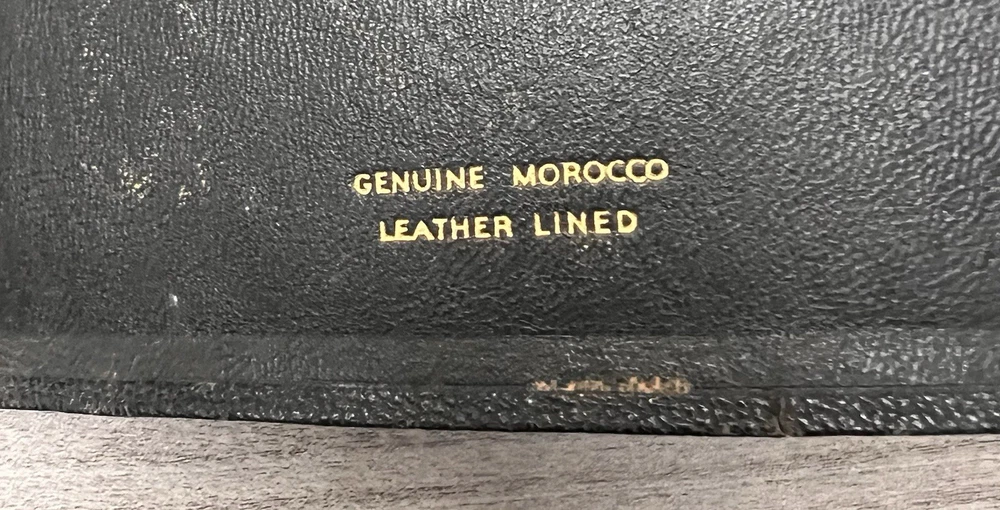 GENUINE MOROCCO
LEATHER LINED